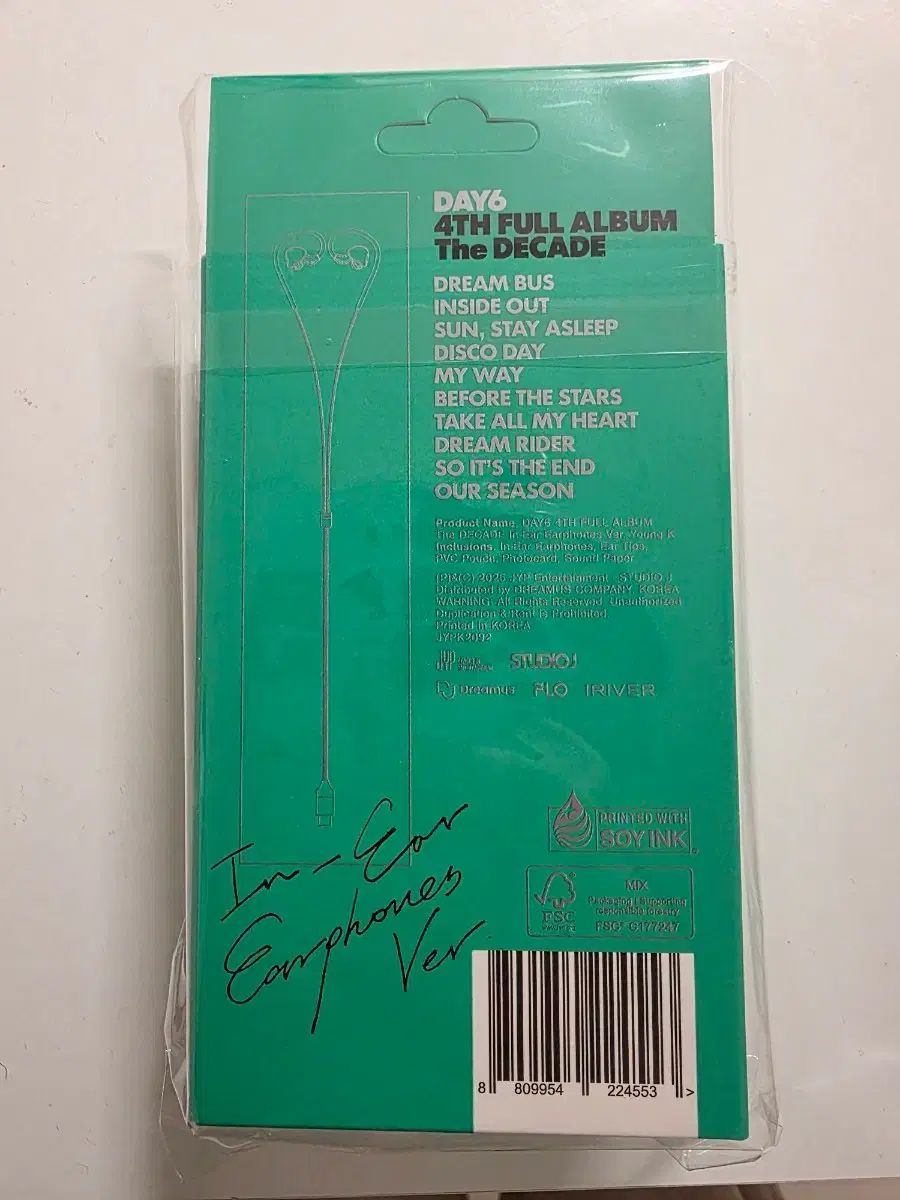 DAY6
4TH FULL ALBUM
The DECADE
DREAM BUS
INSIDE OUT
SUN, STAY ASLEEP
DISCO DAY
MY WAY
BEFORE THE STARS
TAKE ALL MY HEART
DREAM RIDER
SO IT'S THE END
OUR SEASON
Product Name. DAY6 4TH FULL ALBUM
The DECADE In-Ear Earphones Ver. Young K
Inclusions. In-Ear Earphones, Ear Tips,
PVC Pouch, Photocard, Sound Paper
(P)&(C) 2025 JYP Entertainment. STUDIO J
Distributed by DREAMUS COMPANY. KOREA
WARNING: All Rights Reserved. Unauthorized
Duplication & Rent is Prohibited.
Printed in KOREA
JYPK2092
JYP STUDIO J
Dreamus FLO IRIVER
In-Ear
Earphones
Ver.
PRINTED WITH
SOY INK
FSC
MIX
Packaging | Supporting
responsible forestry
FSC® C177247
8 809954 224553 >